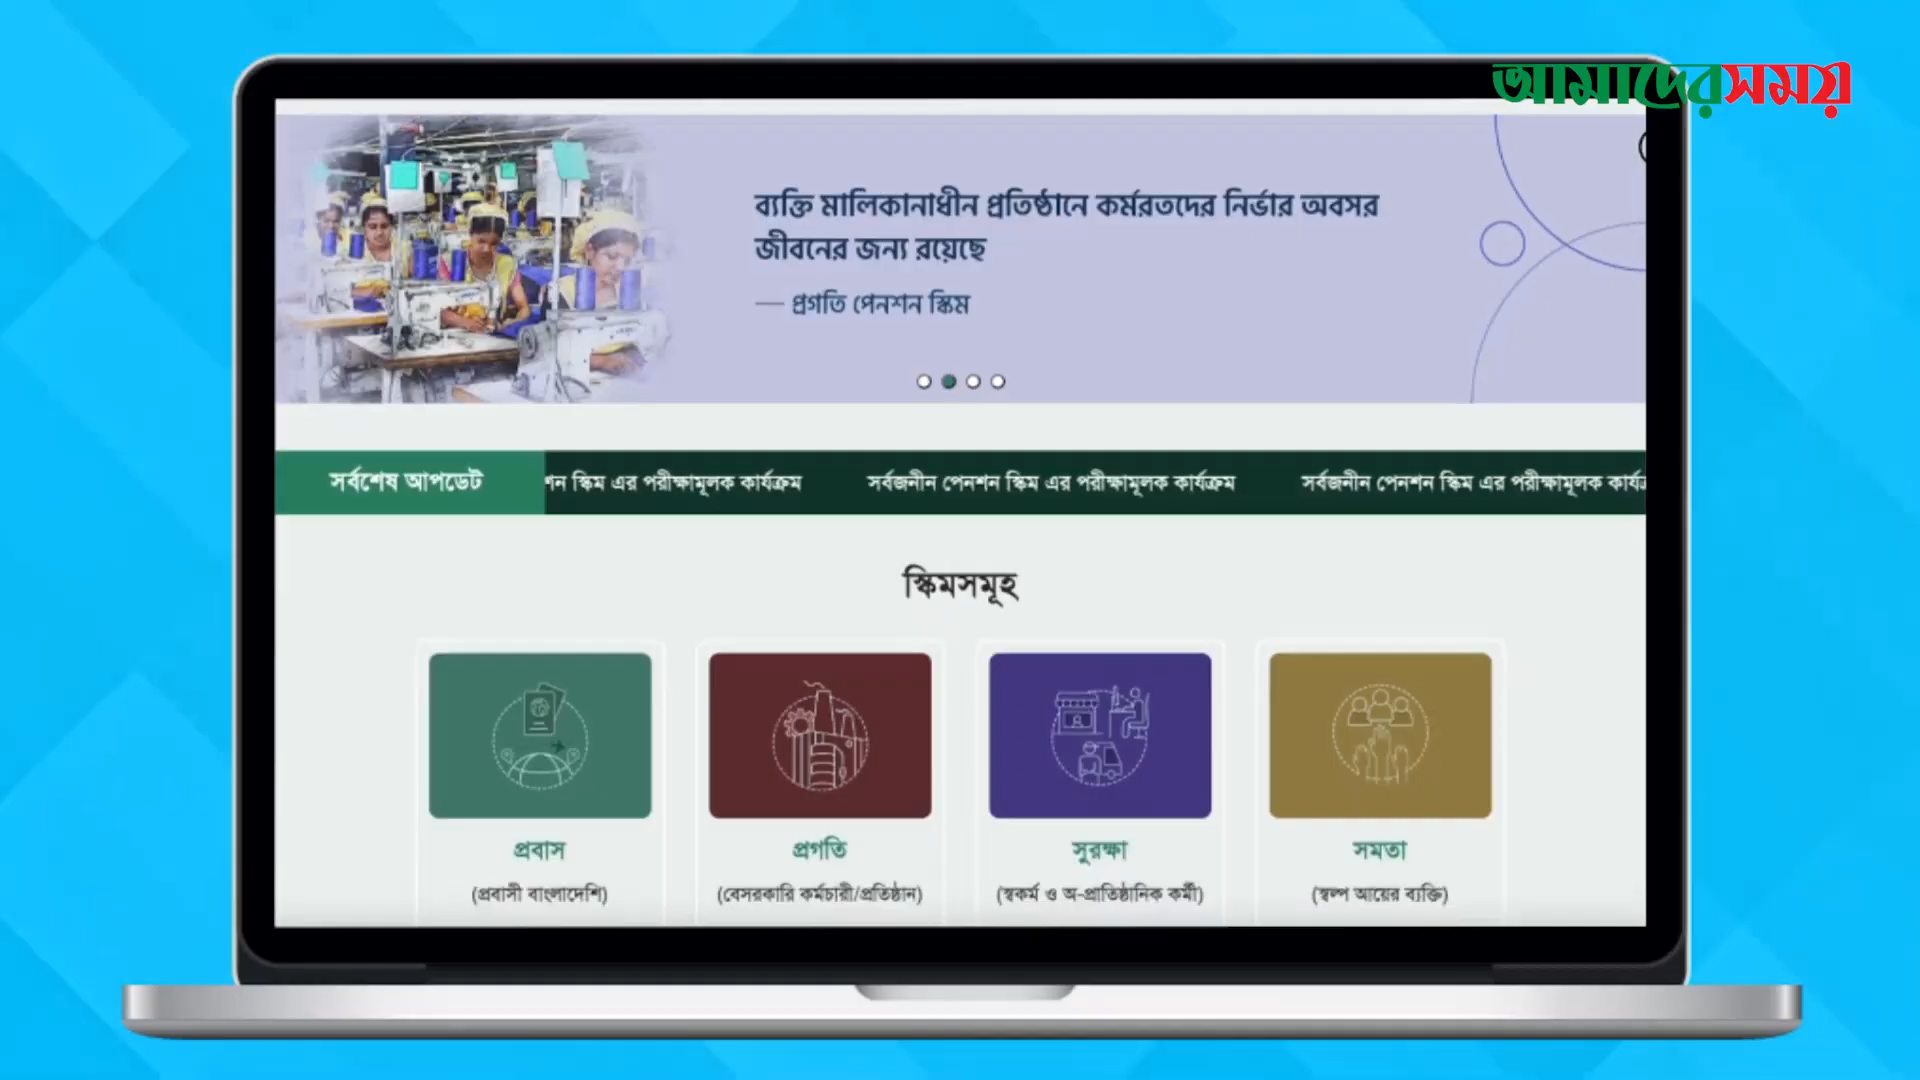 আমাদেরসময়
ব্যক্তি মালিকানাধীন প্রতিষ্ঠানে কর্মরতদের নির্ভার অবসর
জীবনের জন্য রয়েছে
— প্রগতি পেনশন স্কিম
সর্বশেষ আপডেট
শন স্কিম এর পরীক্ষামূলক কার্যক্রম সর্বজনীন পেনশন স্কিম এর পরীক্ষামূলক কার্যক্রম সর্বজনীন পেনশন স্কিম এর পরীক্ষামূলক
স্কিমসমূহ
প্রবাস
(প্রবাসী বাংলাদেশি)
প্রগতি
(বেসরকারি কর্মচারী/প্রতিষ্ঠান)
সুরক্ষা
(স্বকর্ম ও অ-প্রাতিষ্ঠানিক কর্মী)
সমতা
(স্বল্প আয়ের ব্যক্তি)